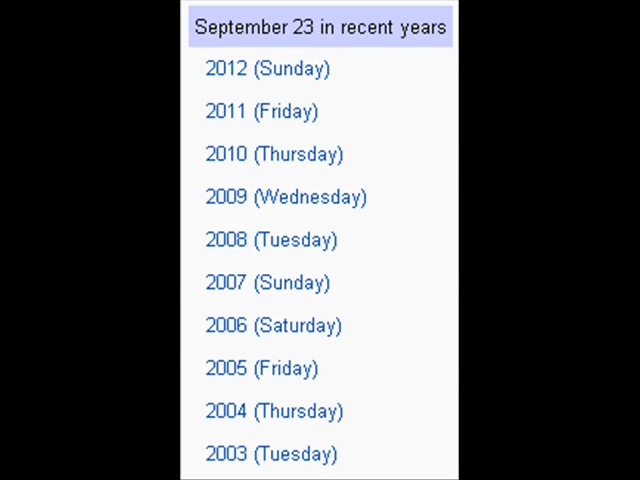 September 23 in recent years
2012 (Sunday)
2011 (Friday)
2010 (Thursday)
2009 (Wednesday)
2008 (Tuesday)
2007 (Sunday)
2006 (Saturday)
2005 (Friday)
2004 (Thursday)
2003 (Tuesday)